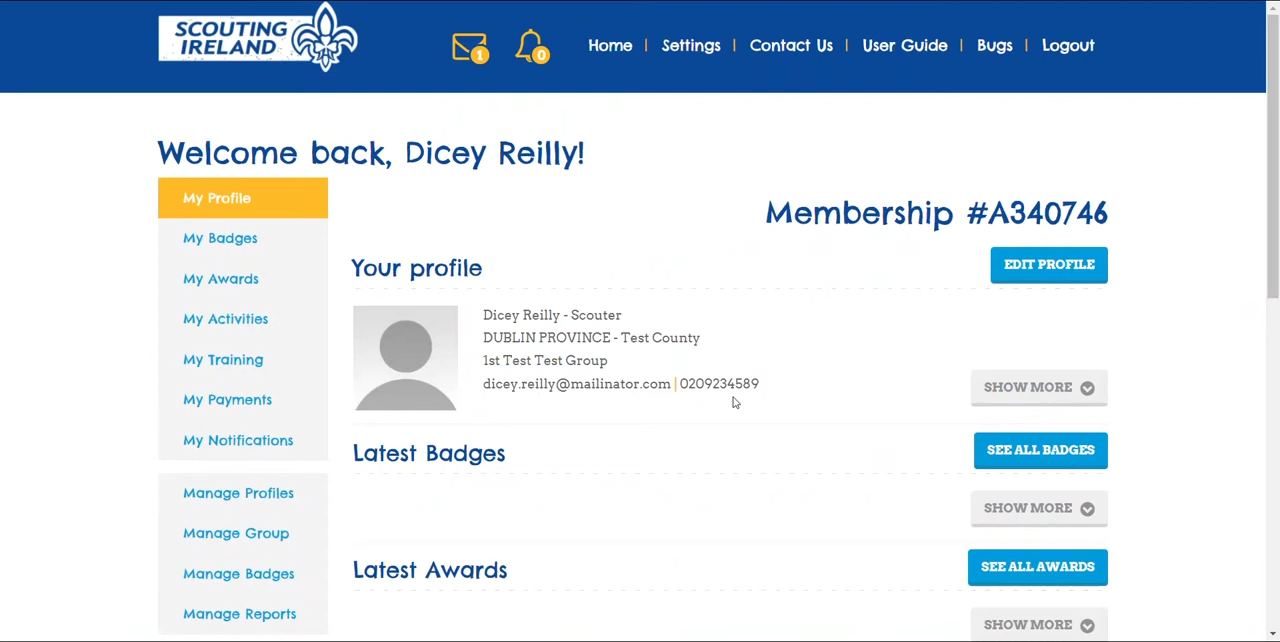 SCOUTING
IRELAND
1
0
Home | Settings | Contact Us | User Guide | Bugs | Logout
Welcome back, Dicey Reilly!
My Profile
My Badges
My Awards
My Activities
My Training
My Payments
My Notifications
Manage Profiles
Manage Group
Manage Badges
Manage Reports
Membership #A340746
Your profile
EDIT PROFILE
Dicey Reilly - Scouter
DUBLIN PROVINCE - Test County
1st Test Test Group
dicey.reilly@mailinator.com | 0209234589
SHOW MORE
Latest Badges
SEE ALL BADGES
SHOW MORE
Latest Awards
SEE ALL AWARDS
SHOW MORE